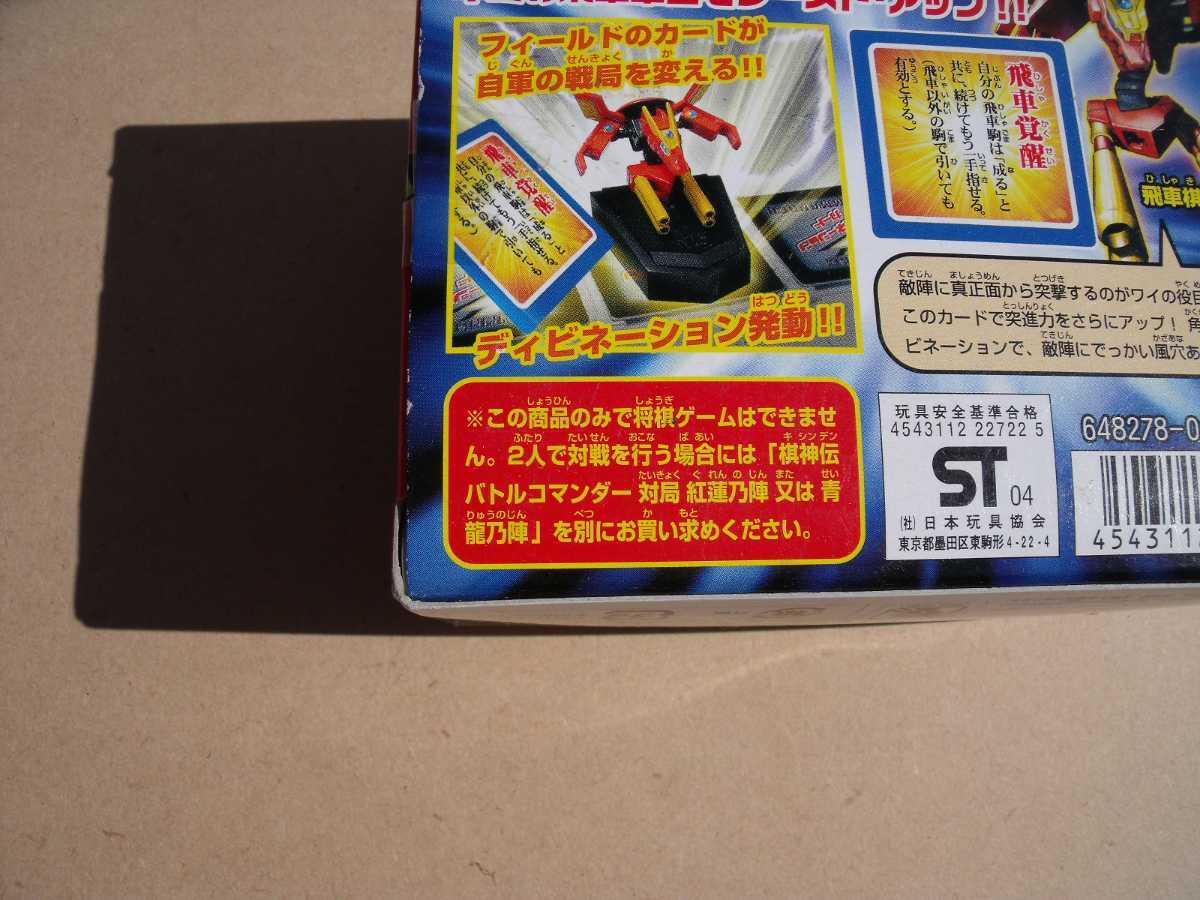 フィールドのカードが
自軍の戦局を変える!!
飛車覚醒
ディビネーション発動!!
飛車覚醒
自分の飛車駒は「成る」と
共に、続けてもう一手指せる。
(飛車以外の駒で引いても
有効とする。)
飛車棋
敵陣に真正面から突撃するのがワイの役目
このカードで突進力をさらにアップ! 角
ビネーションで、敵陣にでっかい風穴あ
※この商品のみで将棋ゲームはできませ
ん。2人で対戦を行う場合には「棋神伝
バトルコマンダー 対局 紅蓮乃陣 又は 青
龍乃陣」を別にお買い求めください。
玩具安全基準合格
4543112 22722 5
ST 04
(社)日本玩具協会
東京都墨田区東駒形4-22-4
648278-0
4543112